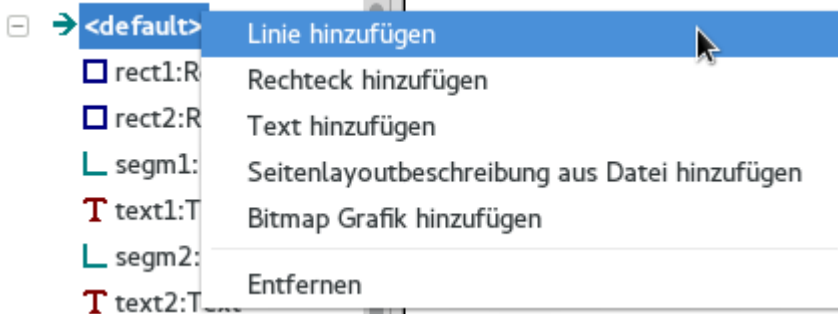 <default>
Linie hinzufügen
rect1:R
Rechteck hinzufügen
rect2:R
Text hinzufügen
segm1:
Seitenlayoutbeschreibung aus Datei hinzufügen
text1:T
Bitmap Grafik hinzufügen
segm2:
Entfernen
text2:Text